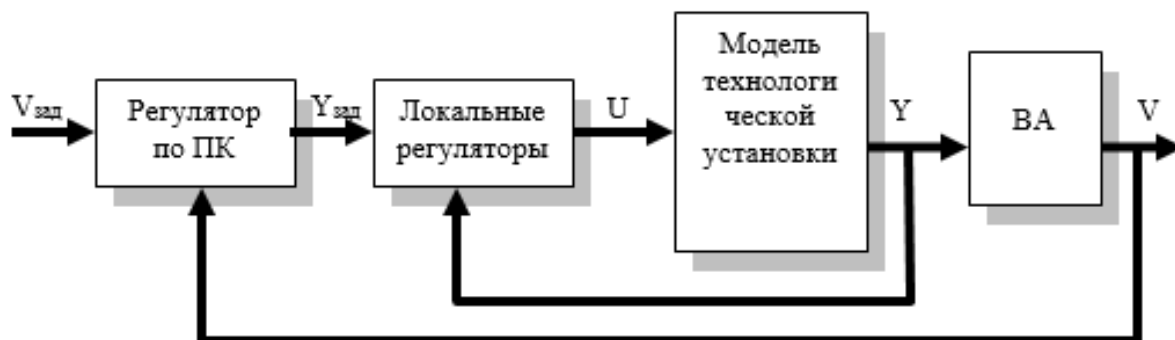 Vзад
Регулятор
по ПК
Yзад
Локальные
регуляторы
U
Модель
технологи
ческой
установки
Y
ВА
V